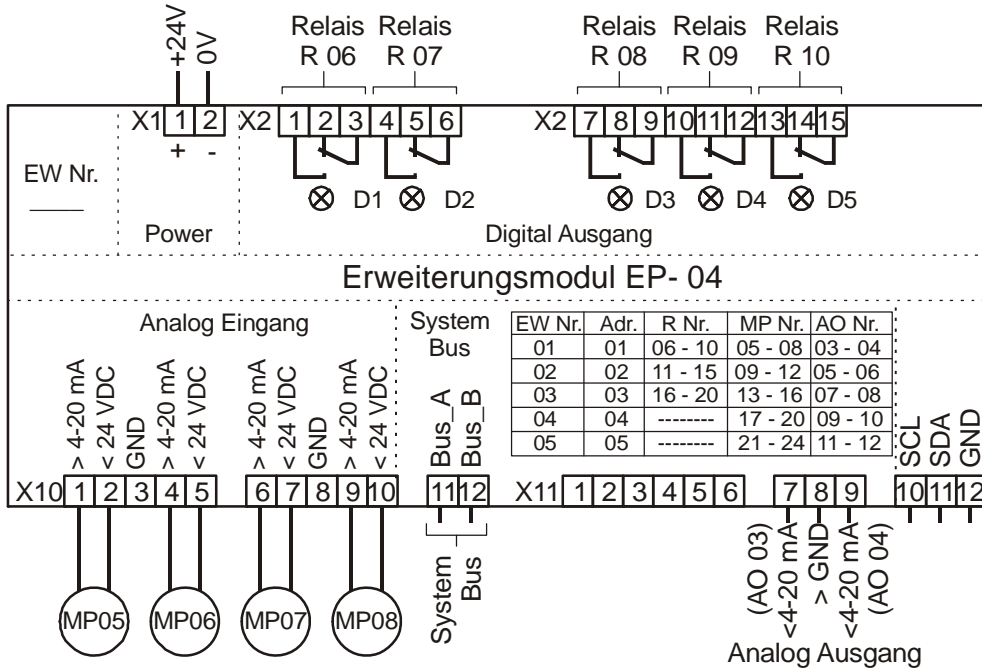 +24V
0V
Relais
R 06
Relais
R 07
Relais
R 08
Relais
R 09
Relais
R 10
X1 1 2
X2 1 2 3 4 5 6
X2 7 8 9 10 11 12 13 14 15
+ -
EW Nr.
D1 D2 D3 D4 D5
Power
Digital Ausgang
Erweiterungsmodul EP- 04
Analog Eingang
System
Bus
EW Nr. Adr. R Nr. MP Nr. AO Nr.
01 01 06 - 10 05 - 08 03 - 04
02 02 11 - 15 09 - 12 05 - 06
03 03 16 - 20 13 - 16 07 - 08
04 04 -------- 17 - 20 09 - 10
05 05 -------- 21 - 24 11 - 12
> 4-20 mA
< 24 VDC
GND
> 4-20 mA
< 24 VDC
> 4-20 mA
< 24 VDC
GND
> 4-20 mA
< 24 VDC
Bus_A
Bus_B
SCL
SDA
GND
X10 1 2 3 4 5 6 7 8 9 10 11 12
X11 1 2 3 4 5 6 7 8 9 10 11 12
MP05 MP06 MP07 MP08
System
Bus
(AO 03)
<4-20 mA
> GND
<4-20 mA
(AO 04)
Analog Ausgang